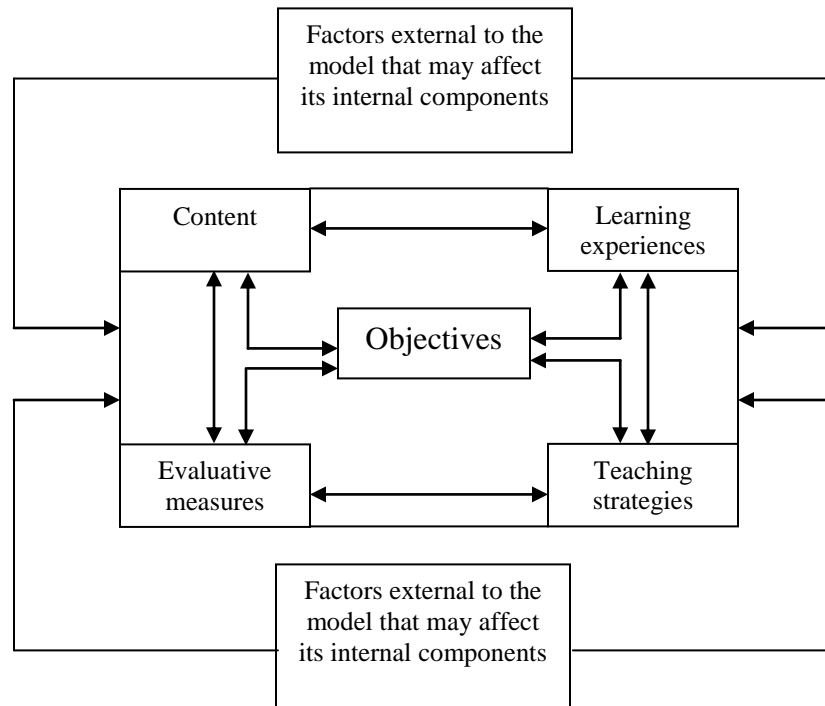 Factors external to the
model that may affect
its internal components
Content
Learning
experiences
Objectives
Evaluative
measures
Teaching
strategies
Factors external to the
model that may affect
its internal components